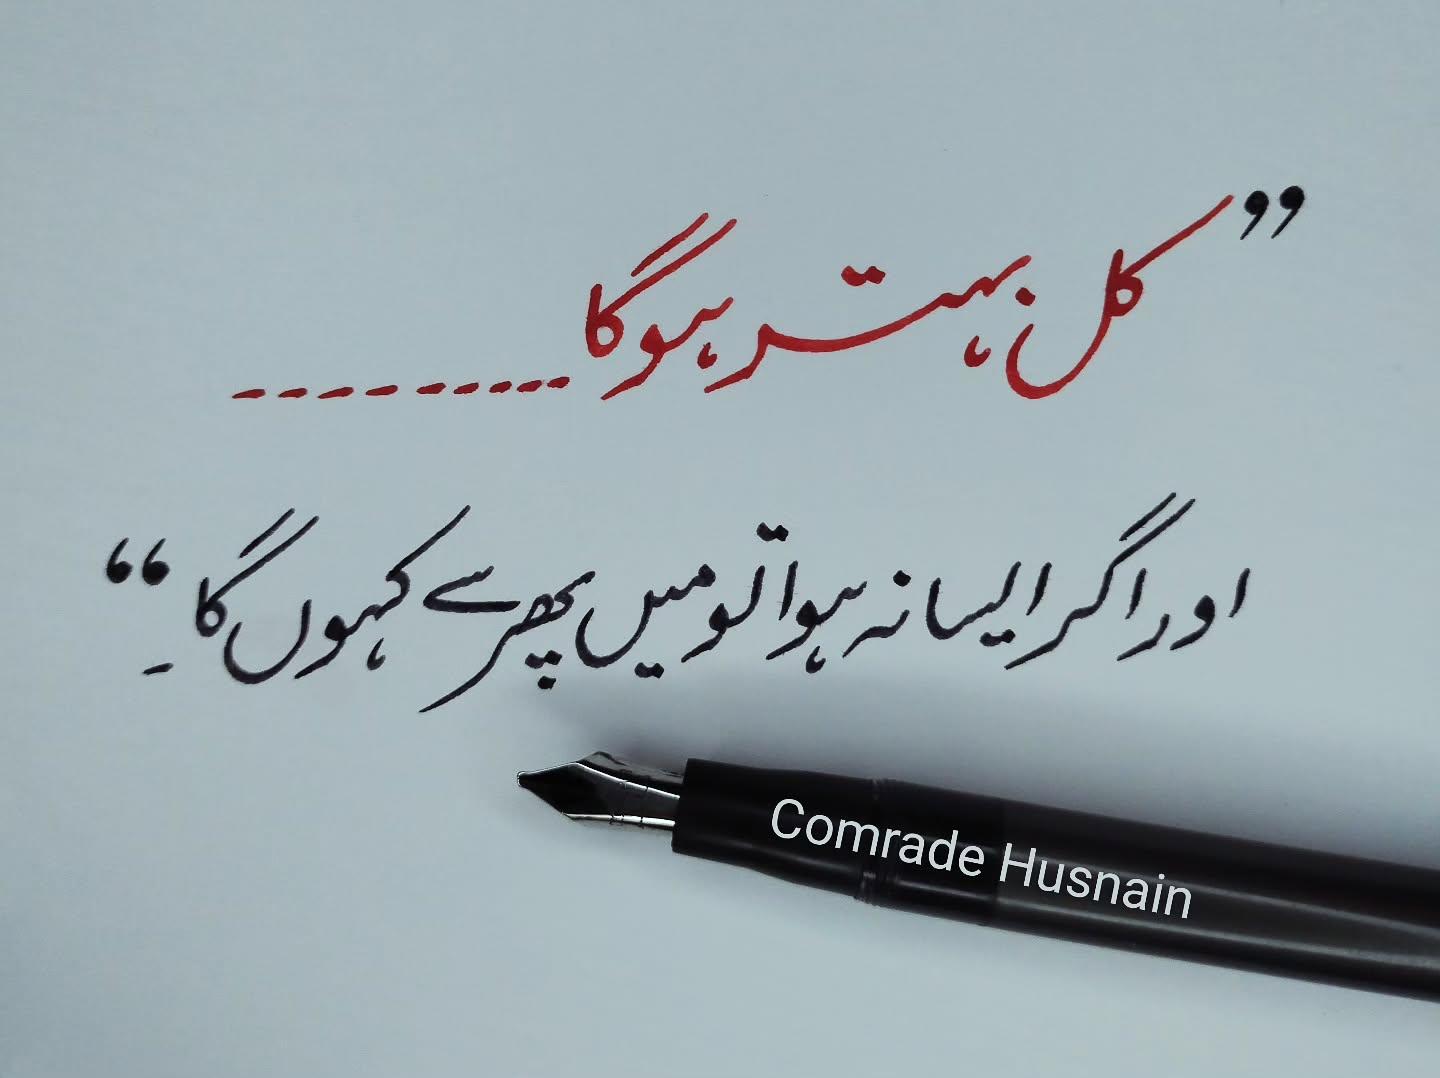 ”کل بہتر ہوگا۔۔۔۔۔۔۔۔۔
اور اگر ایسا نہ ہوا تو میں پھر سے کہوں گا۔“
Comrade Husnain